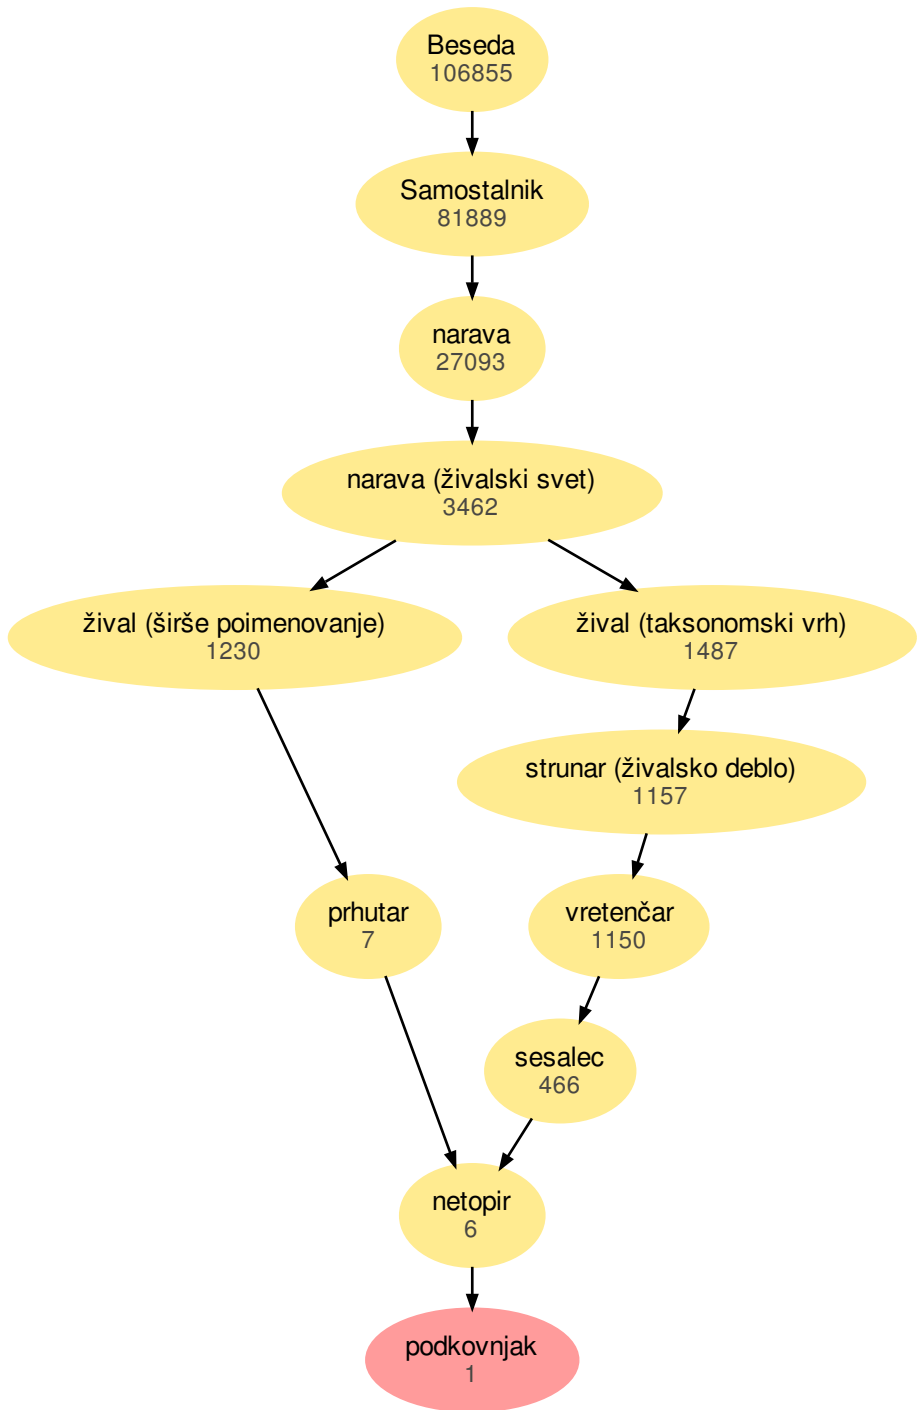 Beseda
106855
Samostalnik
81889
narava
27093
narava (živalski svet)
3462
žival (širše poimenovanje)
1230
žival (taksonomski vrh)
1487
strunar (živalsko deblo)
1157
prhutar
7
vretenčar
1150
sesalec
466
netopir
6
podkovnjak
1